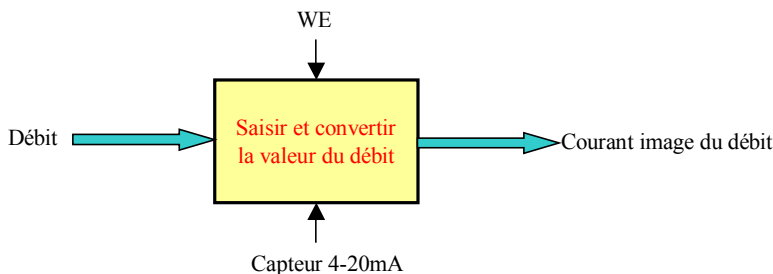 WE
Débit
Saisir et convertir
la valeur du débit
Courant image du débit
Capteur 4-20mA